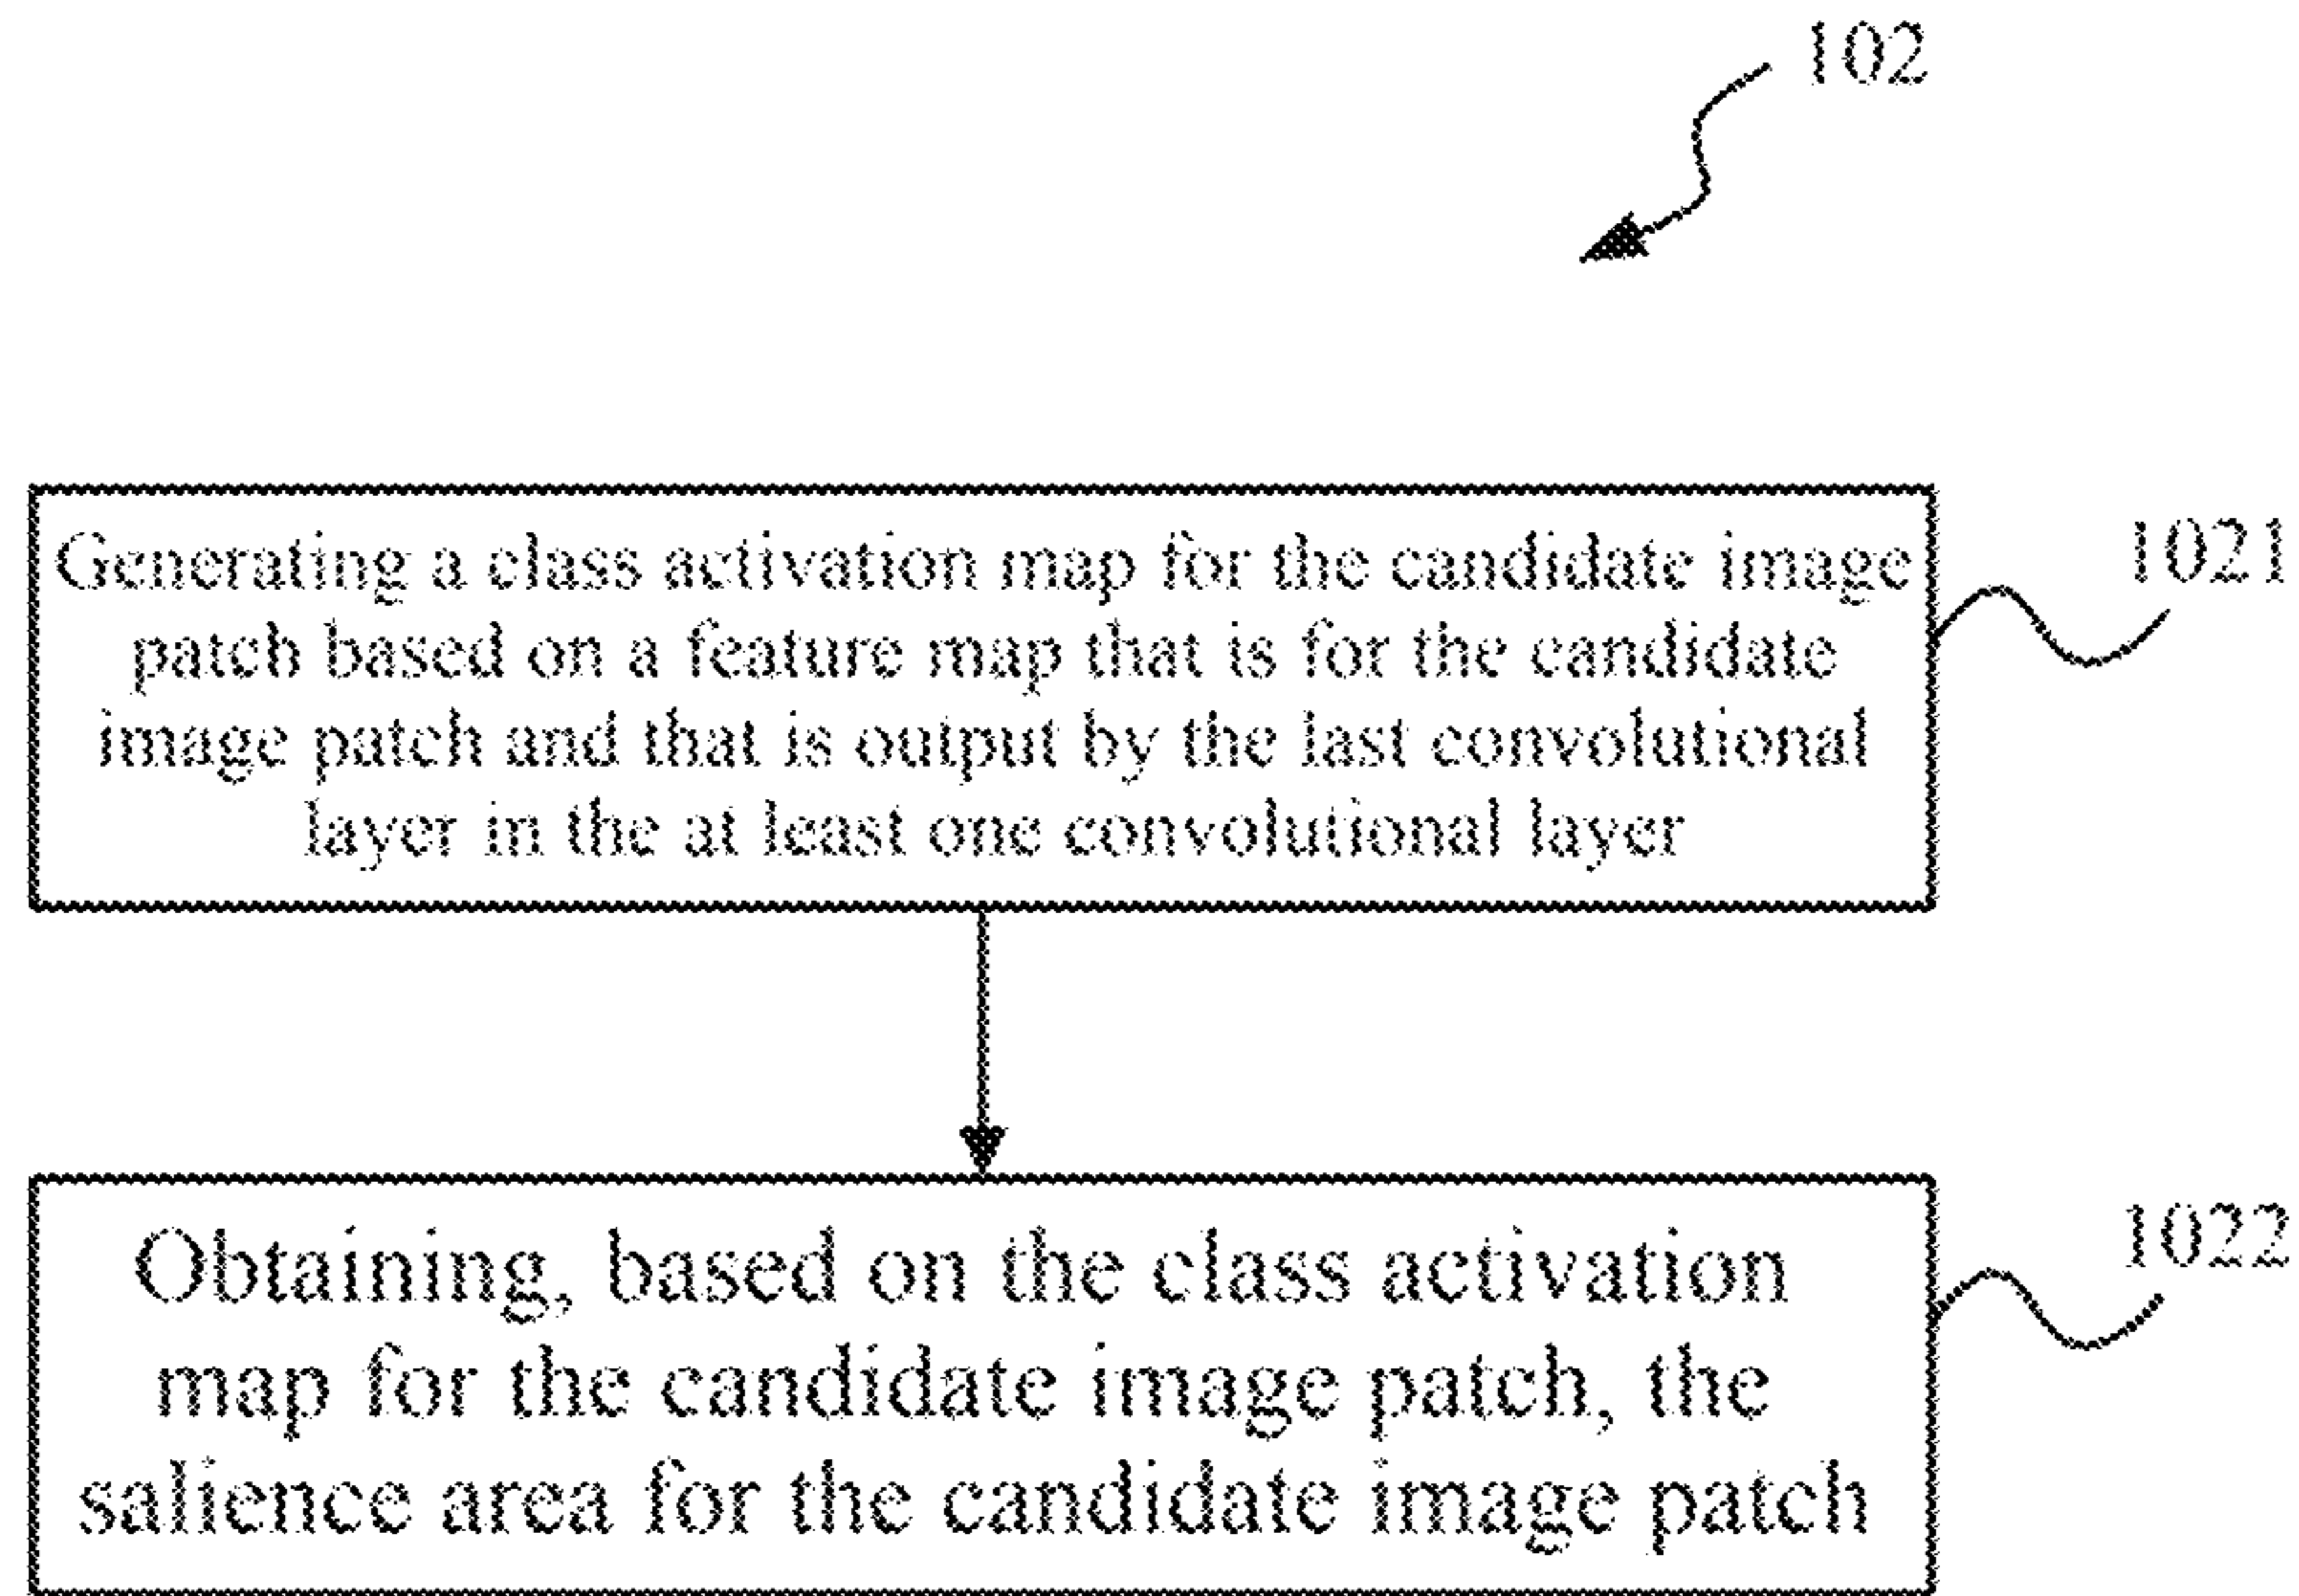 102
Generating a class activation map for the candidate image
1021
patch based on a feature map that is for the candidate
image patch and that is output by the last convolutional
layer in the at least one convolutional layer
Obtaining, based on the class activation
1022
map for the candidate image patch, the
salience area for the candidate image patch